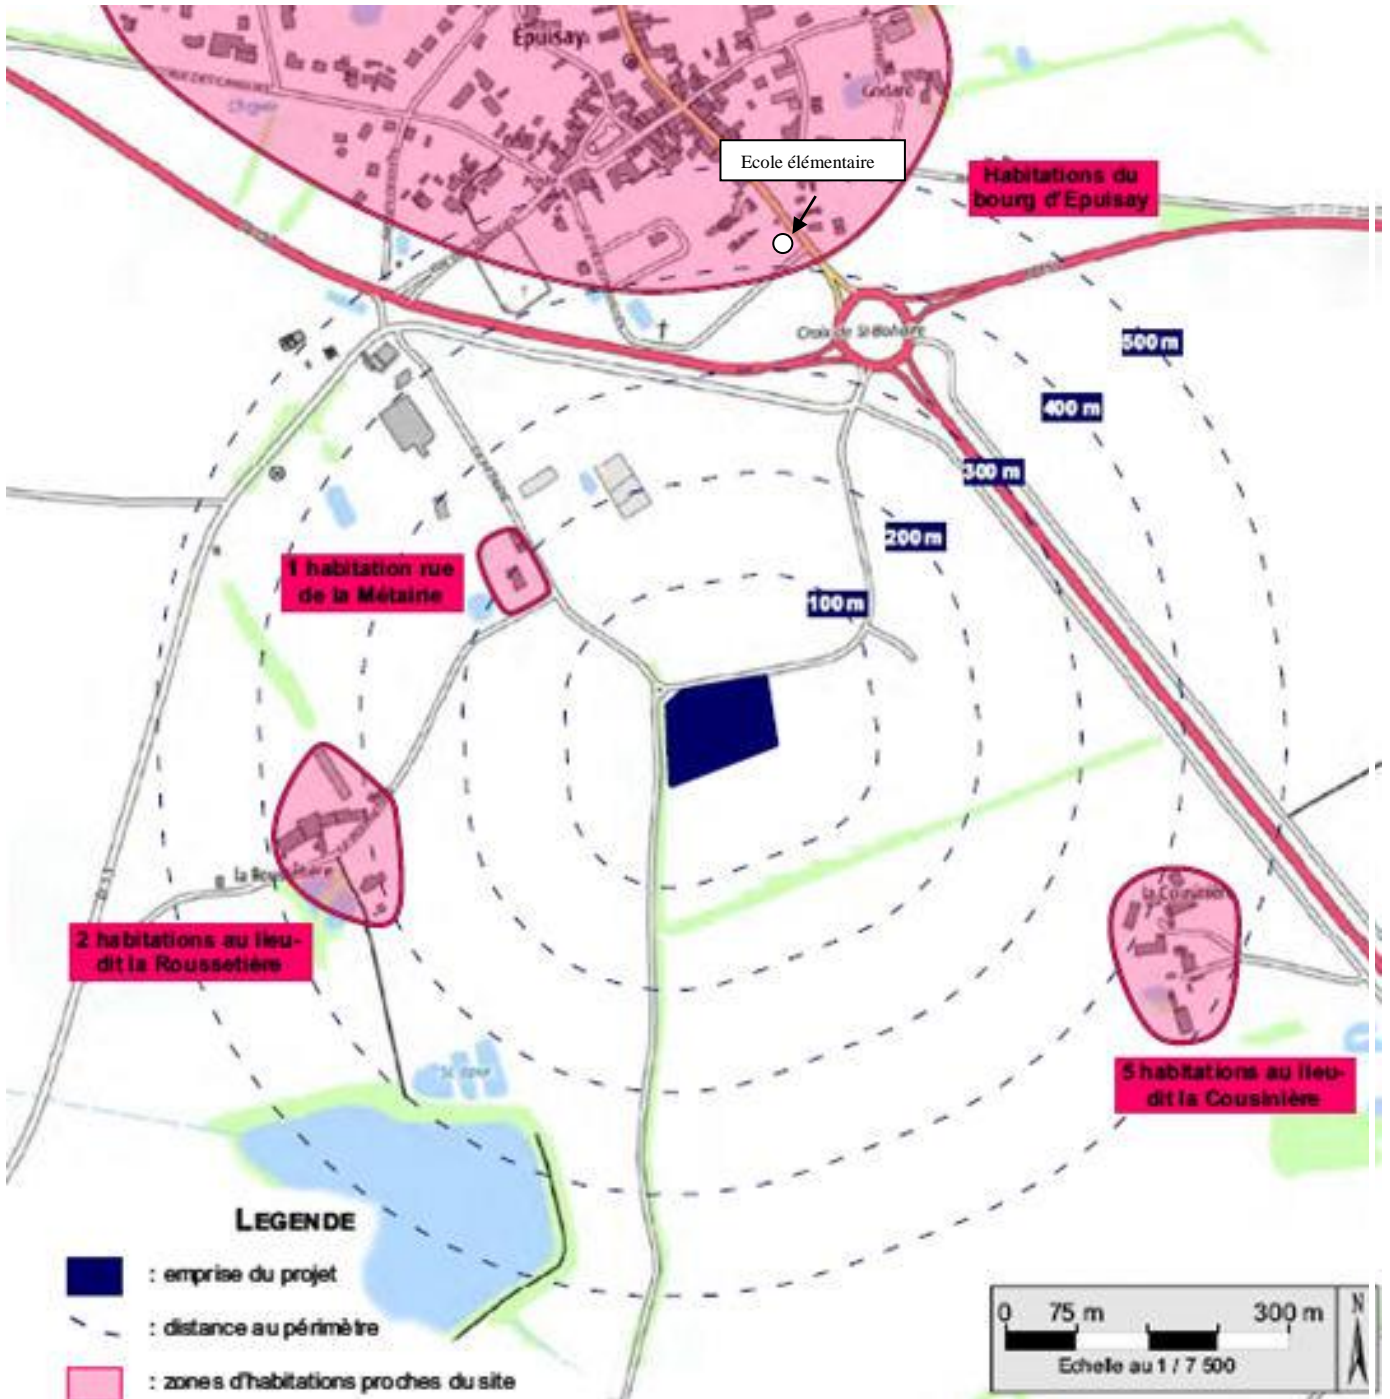 Epuisay
Godard
Ecole élémentaire
Habitations du
bourg d'Epuisay
Croix de St-Bohaire
500 m
400 m
300 m
200 m
100 m
1 habitation rue
de la Métairie
la Roussetière
2 habitations au lieu-
dit la Roussetière
la Cousinière
5 habitations au lieu-
dit la Cousinière
LEGENDE
: emprise du projet
: distance au périmètre
: zones d'habitations proches du site
0 75 m 300 m
Echelle au 1 / 7 500
N